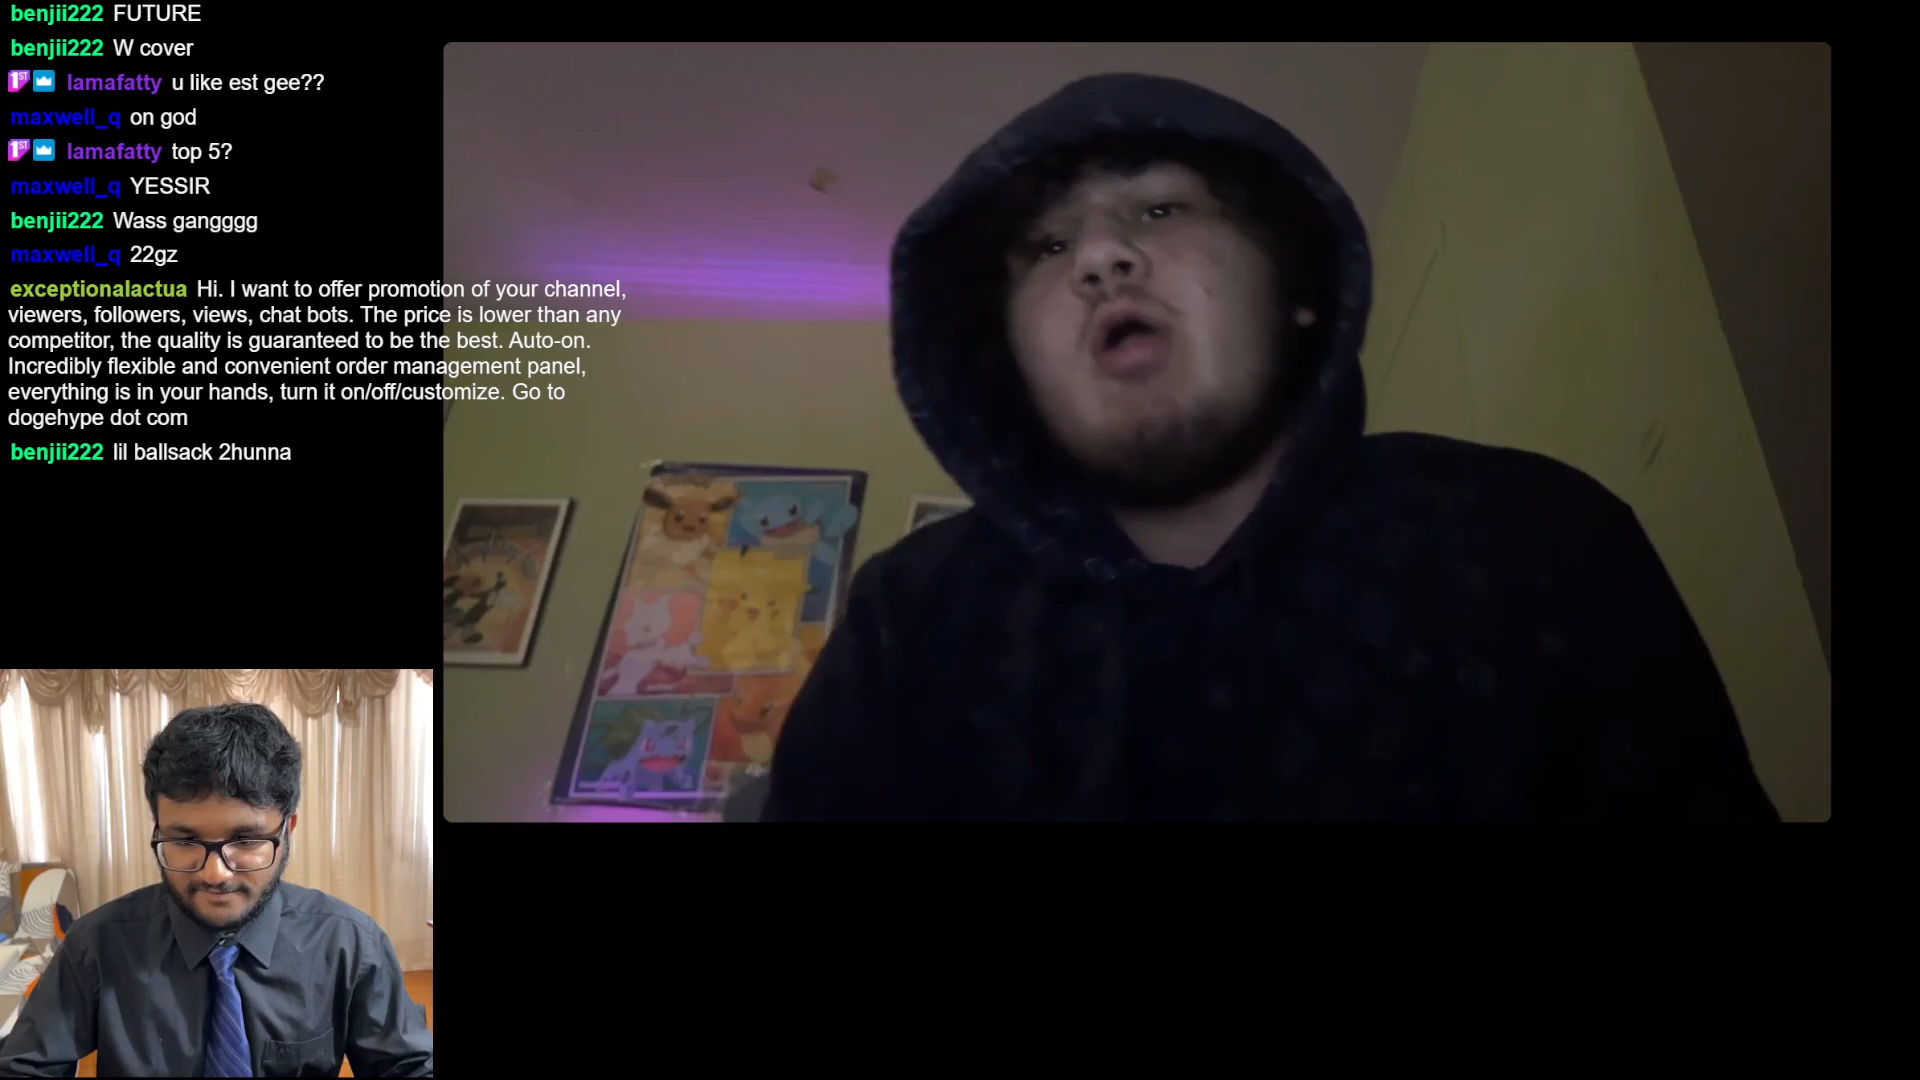 benjii222 FUTURE
benjii222 W cover
1ST lamafatty u like est gee??
maxwell_q on god
1ST lamafatty top 5?
maxwell_q YESSIR
benjii222 Wass gangggg
maxwell_q 22gz
exceptionalactua Hi. I want to offer promotion of your channel,
viewers, followers, views, chat bots. The price is lower than any
competitor, the quality is guaranteed to be the best. Auto-on.
Incredibly flexible and convenient order management panel,
everything is in your hands, turn it on/off/customize. Go to
dogehype dot com
benjii222 lil ballsack 2hunna